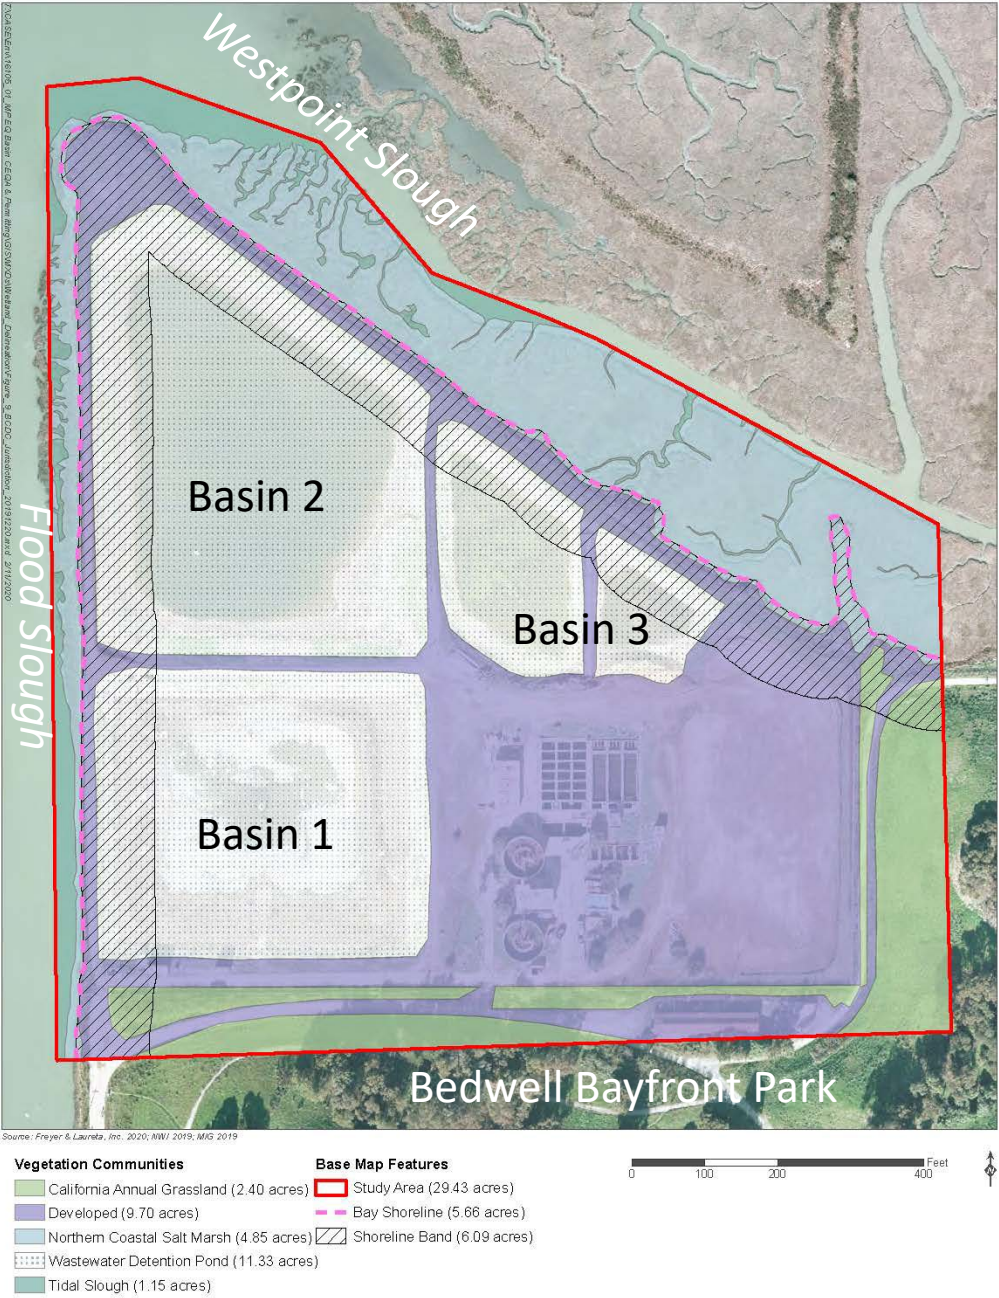 Westpoint Slough
Flood Slough
Basin 2
Basin 3
Basin 1
Bedwell Bayfront Park
Source: Freyer & Laureta, Inc. 2020; NWI 2019; MIG 2019
Vegetation Communities
California Annual Grassland (2.40 acres)
Developed (9.70 acres)
Northern Coastal Salt Marsh (4.85 acres)
Wastewater Detention Pond (11.33 acres)
Tidal Slough (1.15 acres)
Base Map Features
Study Area (29.43 acres)
Bay Shoreline (5.66 acres)
Shoreline Band (6.09 acres)
Feet
0 100 200 400
N